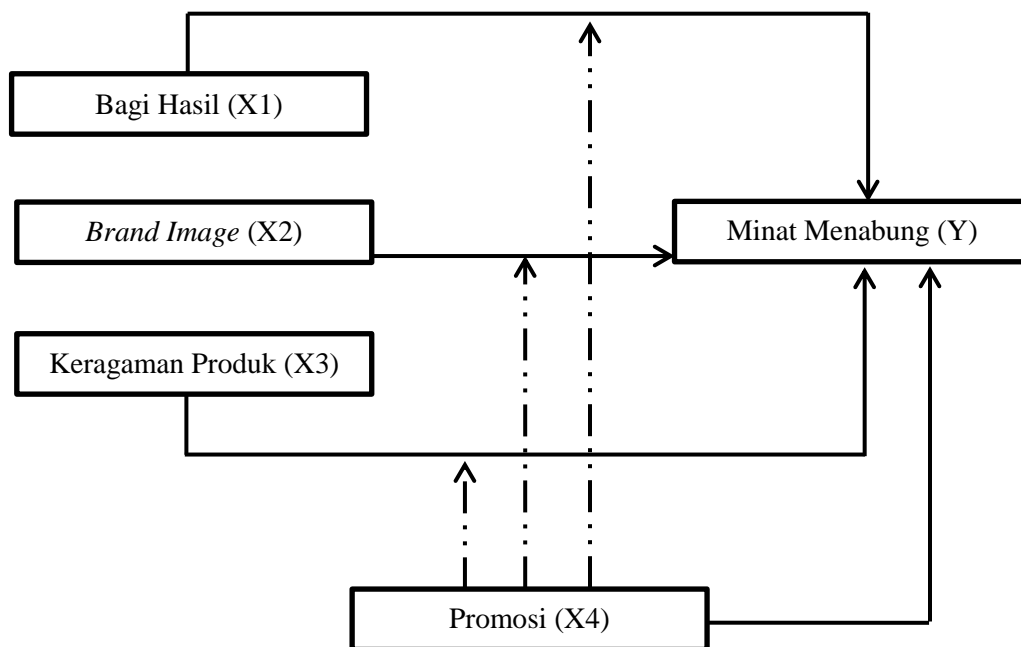 Bagi Hasil (X1)
Brand Image (X2)
Minat Menabung (Y)
Keragaman Produk (X3)
Promosi (X4)